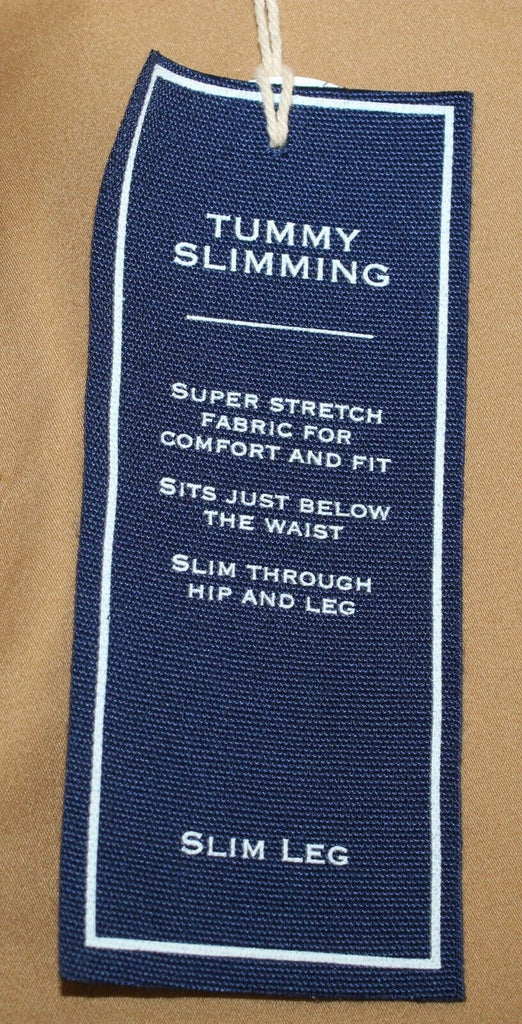 TUMMY
SLIMMING
SUPER STRETCH
FABRIC FOR
COMFORT AND FIT
SITS JUST BELOW
THE WAIST
SLIM THROUGH
HIP AND LEG
SLIM LEG